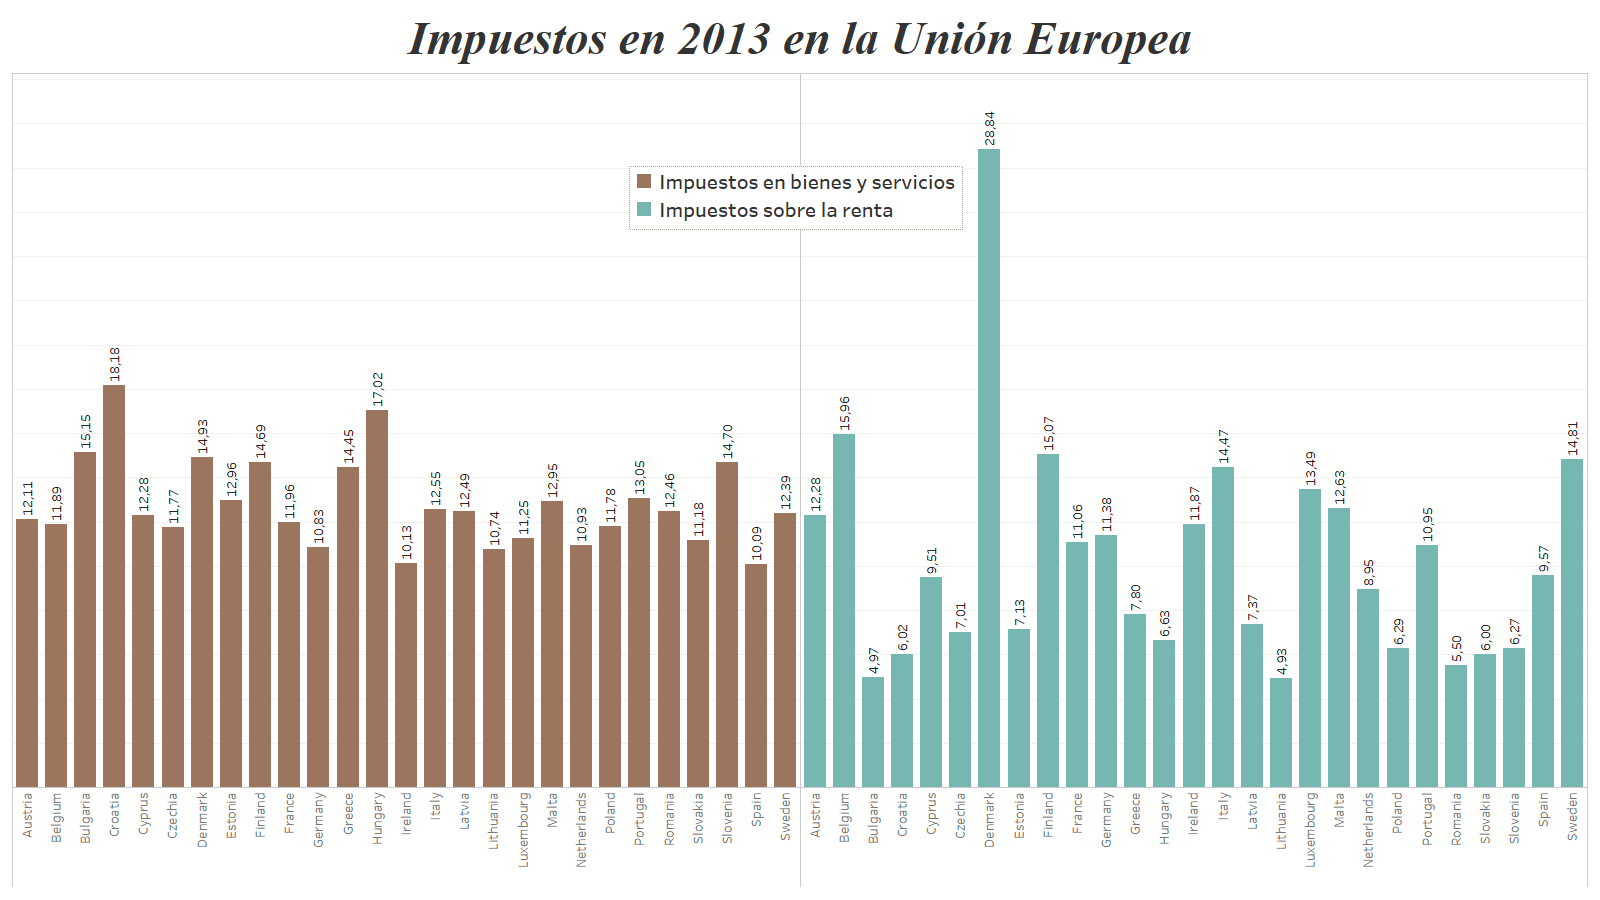 Impuestos en 2013 en la Unión Europea
Impuestos en bienes y servicios
Impuestos sobre la renta
12,11
11,89
15,15
18,18
12,28
11,77
14,93
12,96
14,69
11,96
10,83
14,45
17,02
10,13
12,55
12,49
10,74
11,25
12,95
10,93
11,78
13,05
12,46
11,18
14,70
10,09
12,39
12,28
15,96
4,97
6,02
9,51
7,01
28,84
7,13
15,07
11,06
11,38
7,80
6,63
11,87
14,47
7,37
4,93
13,49
12,63
8,95
6,29
10,95
5,50
6,00
6,27
9,57
14,81
Austria
Belgium
Bulgaria
Croatia
Cyprus
Czechia
Denmark
Estonia
Finland
France
Germany
Greece
Hungary
Ireland
Italy
Latvia
Lithuania
Luxembourg
Malta
Netherlands
Poland
Portugal
Romania
Slovakia
Slovenia
Spain
Sweden
Austria
Belgium
Bulgaria
Croatia
Cyprus
Czechia
Denmark
Estonia
Finland
France
Germany
Greece
Hungary
Ireland
Italy
Latvia
Lithuania
Luxembourg
Malta
Netherlands
Poland
Portugal
Romania
Slovakia
Slovenia
Spain
Sweden